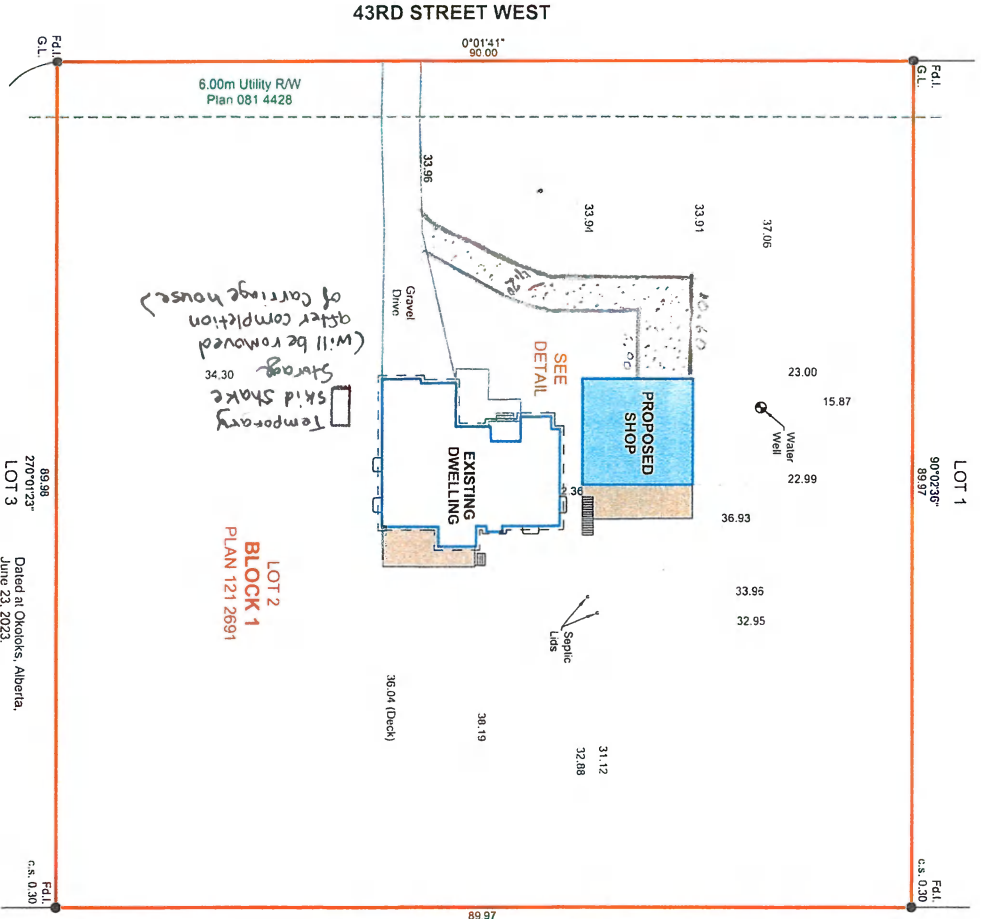 43RD STREET WEST
0°01'41"
90.00
Fd.I.
G.L.
Fd.I.
G.L.
6.00m Utility R/W
Plan 081 4428
33.96
33.94
33.91
37.06
10.60
Gravel
Drive
SEE
DETAIL
PROPOSED
SHOP
23.00
15.87
Water
Well
22.99
Temporary
Skid Shake
Storage
(will be romoved
after completion
of carriage house)
34.30
EXISTING
DWELLING
2.36
36.93
LOT 1
90°02'36"
89.97
89.98
270°01'23"
LOT 3
LOT 2
BLOCK 1
PLAN 121 2691
33.95
32.95
Septic
Lids
36.04 (Deck)
38.19
31.12
32.88
Dated at Okotoks, Alberta,
June 23, 2023.
Fd.I.
c.s. 0.30
Fd.I.
c.s. 0.30
89.97